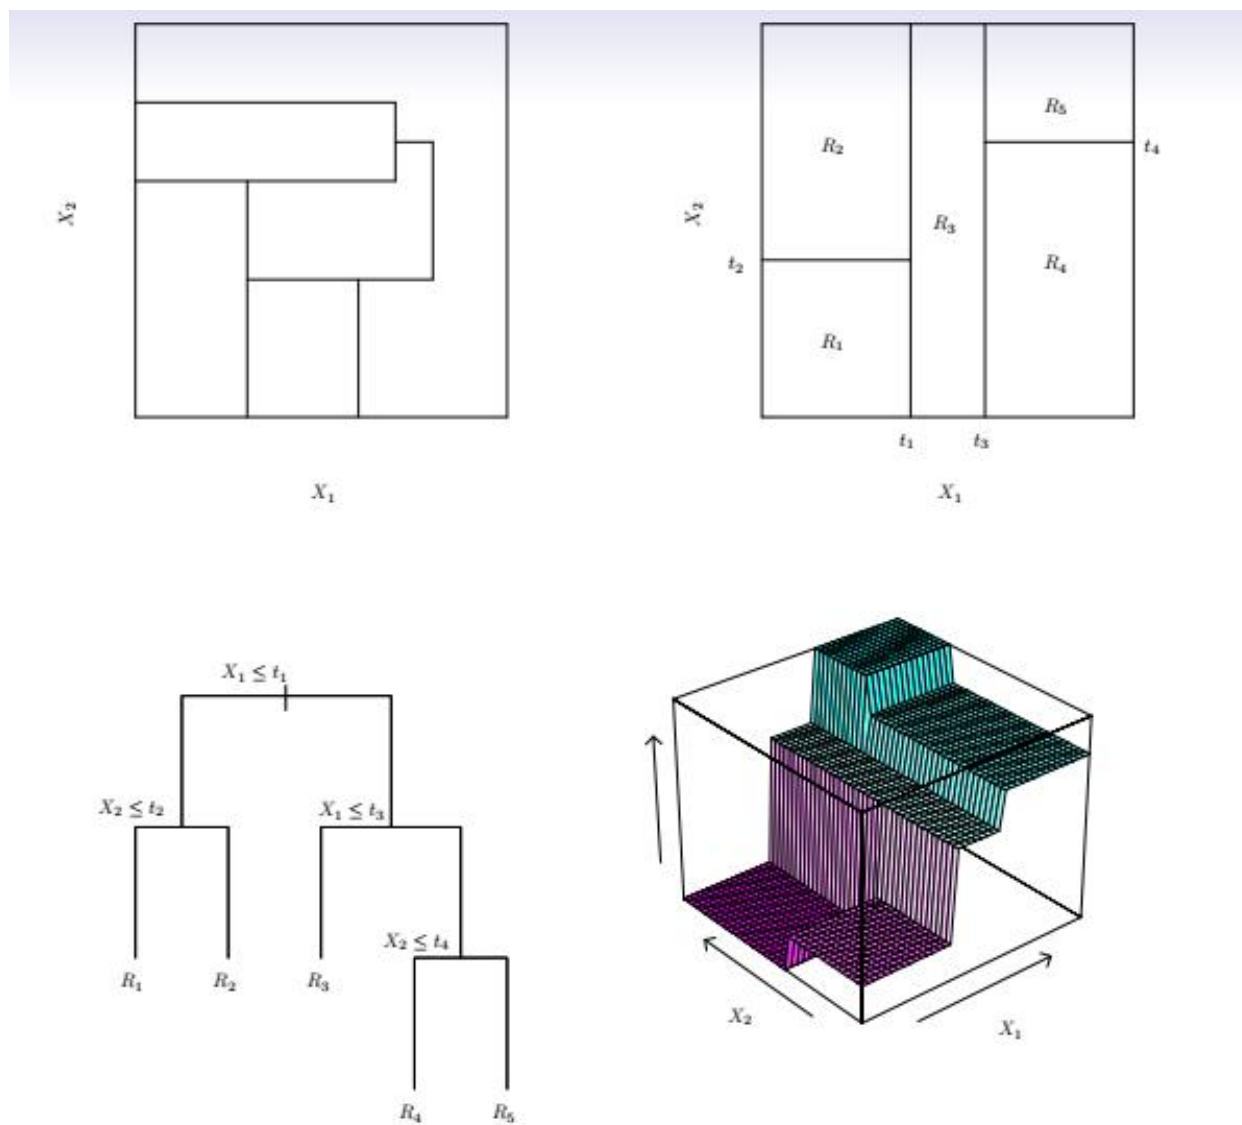 X₂
X₁
R₅
R₂
t₄
X₂
R₃
t₂
R₄
R₁
t₁
t₃
X₁
X₁ ≤ t₁
X₂ ≤ t₂
X₁ ≤ t₃
X₂ ≤ t₄
R₁
R₂
R₃
R₄
R₅
X₂
X₁